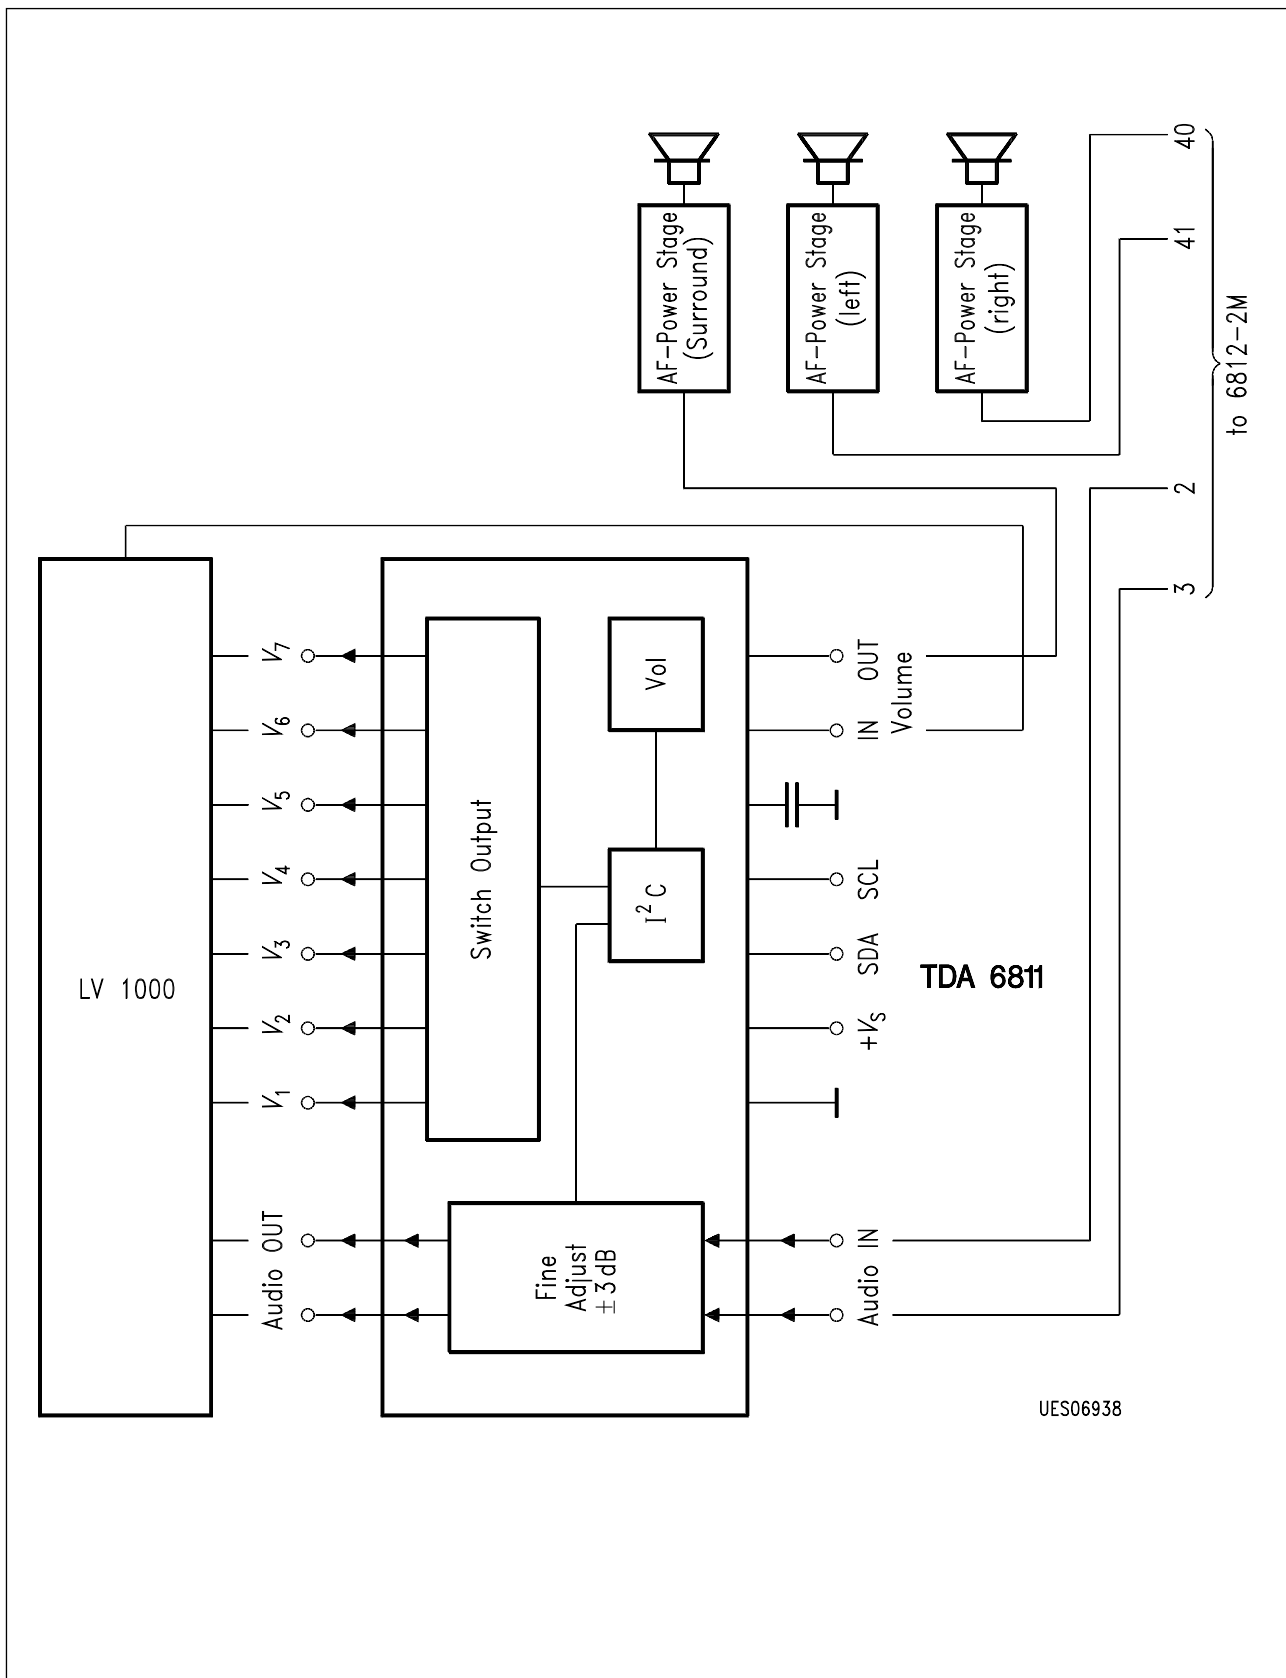 AF-Power Stage
(Surround)
AF-Power Stage
(left)
AF-Power Stage
(right)
40
41
2
3
to 6812-2M
LV 1000
V7
V6
V5
V4
V3
V2
V1
Audio OUT
Switch Output
Vol
I²C
Fine
Adjust
±3dB
OUT
IN
Volume
SCL
SDA
+VS
Audio IN
TDA 6811
UES06938